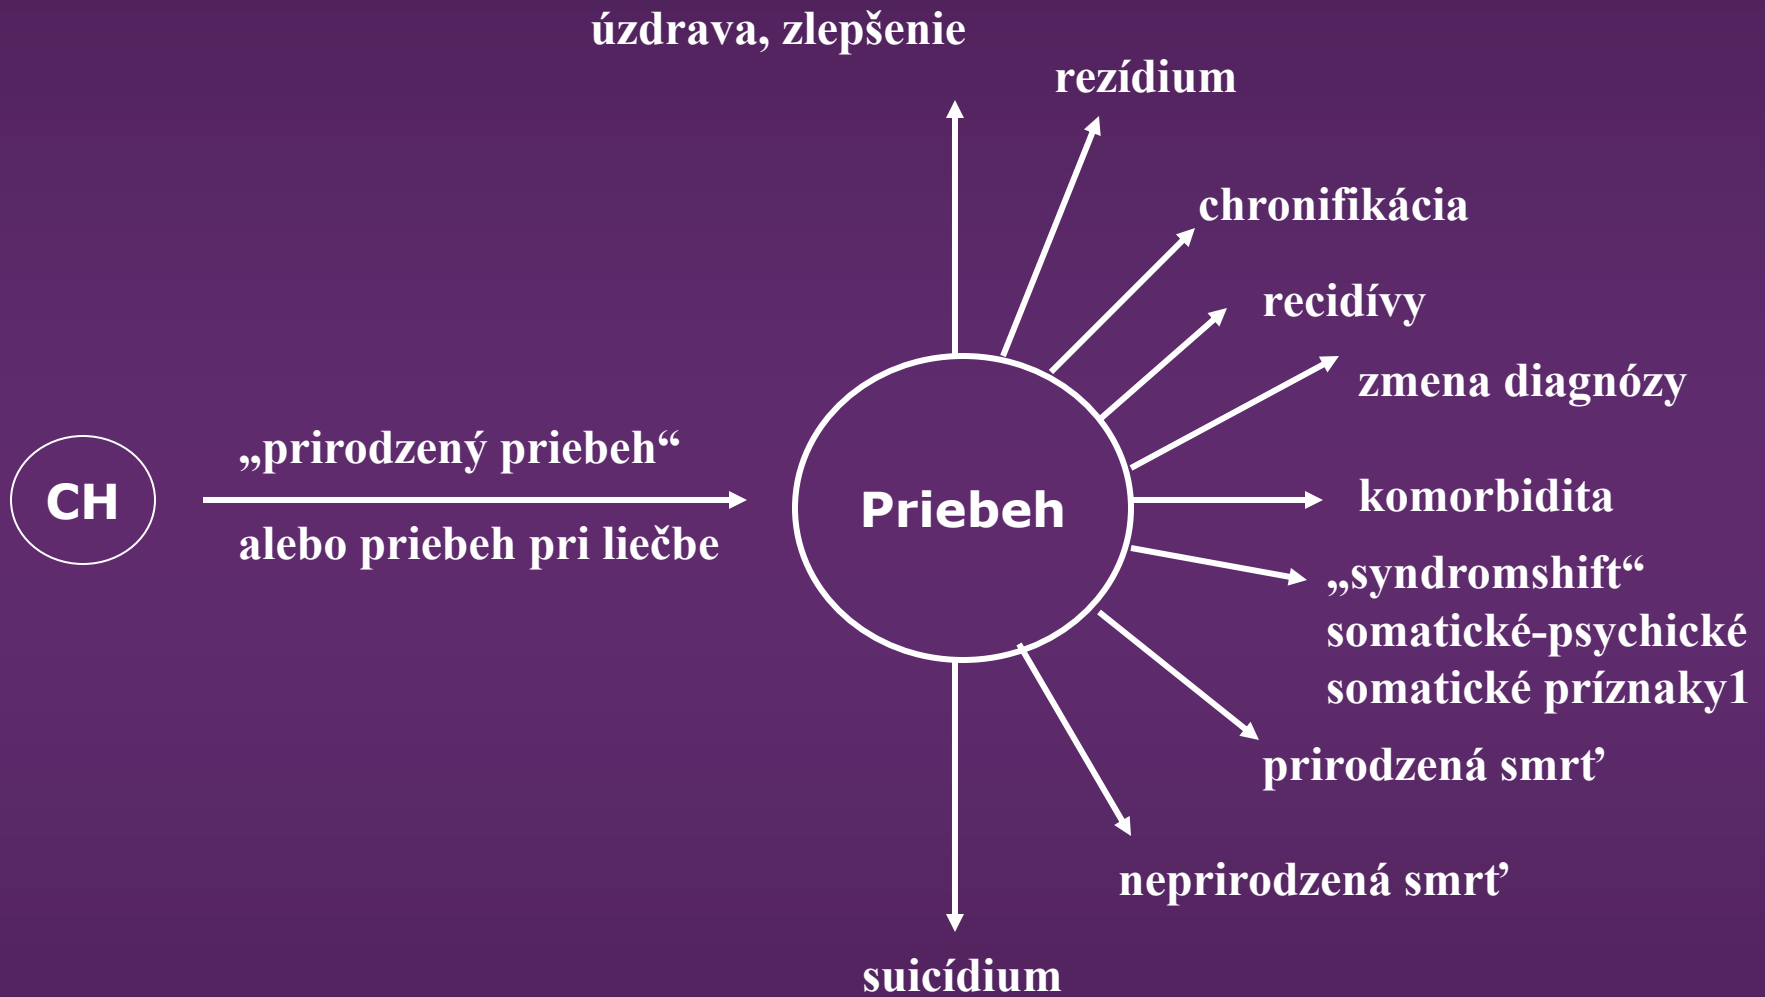 úzdrava, zlepšenie
rezídium
chronifikácia
recidívy
zmena diagnózy
„prirodzený priebeh“
CH
Priebeh
komorbidita
alebo priebeh pri liečbe
„syndromshift“
somatické-psychické
somatické príznaky1
prirodzená smrť
neprirodzená smrť
suicídium